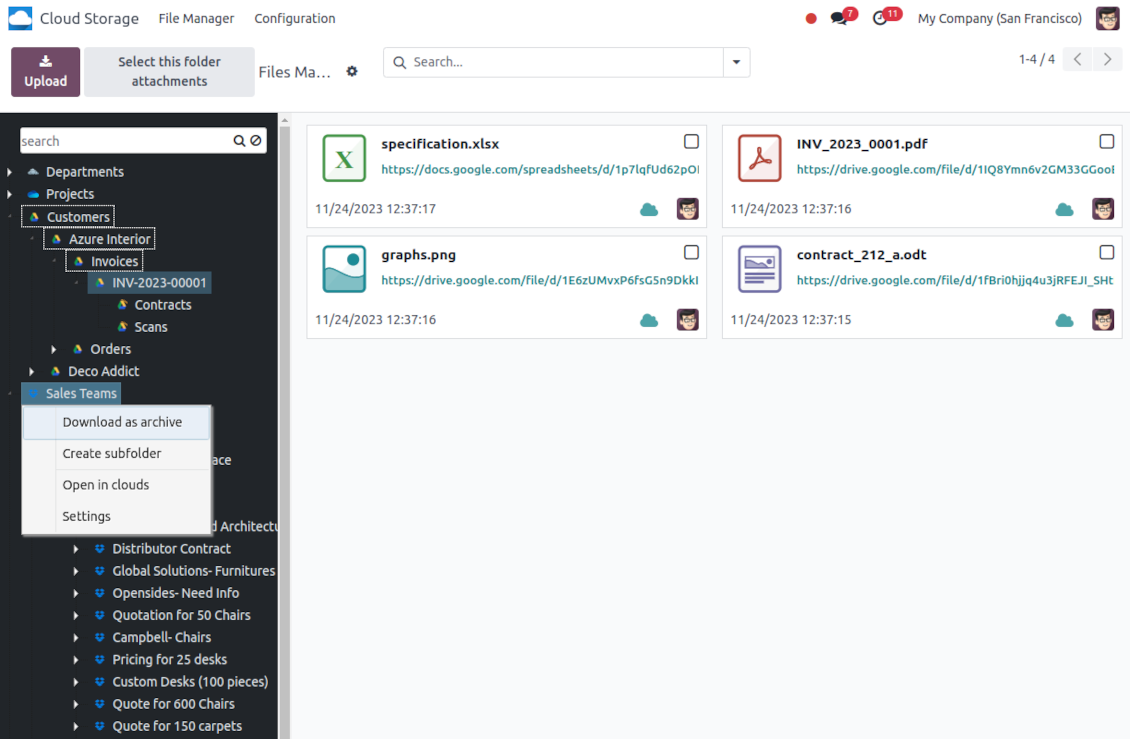 Cloud Storage File Manager Configuration 7 11 My Company (San Francisco)
Upload
Select this folder
attachments
Files Ma...
Search...
1-4 / 4
search
Departments
Projects
Customers
Azure Interior
Invoices
INV-2023-00001
Contracts
Scans
Orders
Deco Addict
Sales Teams
Download as archive
Create subfolder
Open in clouds
Settings
Distributor Contract
Global Solutions- Furnitures
Opensides- Need Info
Quotation for 50 Chairs
Campbell- Chairs
Pricing for 25 desks
Custom Desks (100 pieces)
Quote for 600 Chairs
Quote for 150 carpets
X
specification.xlsx
https://docs.google.com/spreadsheets/d/1p7lqfUd62pO
11/24/2023 12:37:17
INV_2023_0001.pdf
https://drive.google.com/file/d/1IQ8Ymn6v2GM33GGoo
11/24/2023 12:37:16
graphs.png
https://drive.google.com/file/d/1E6zUMvxP6fsG5n9Dkk
11/24/2023 12:37:16
contract_212_a.odt
https://drive.google.com/file/d/1fBri0hjjq4u3jRFEJI_SHt
11/24/2023 12:37:15